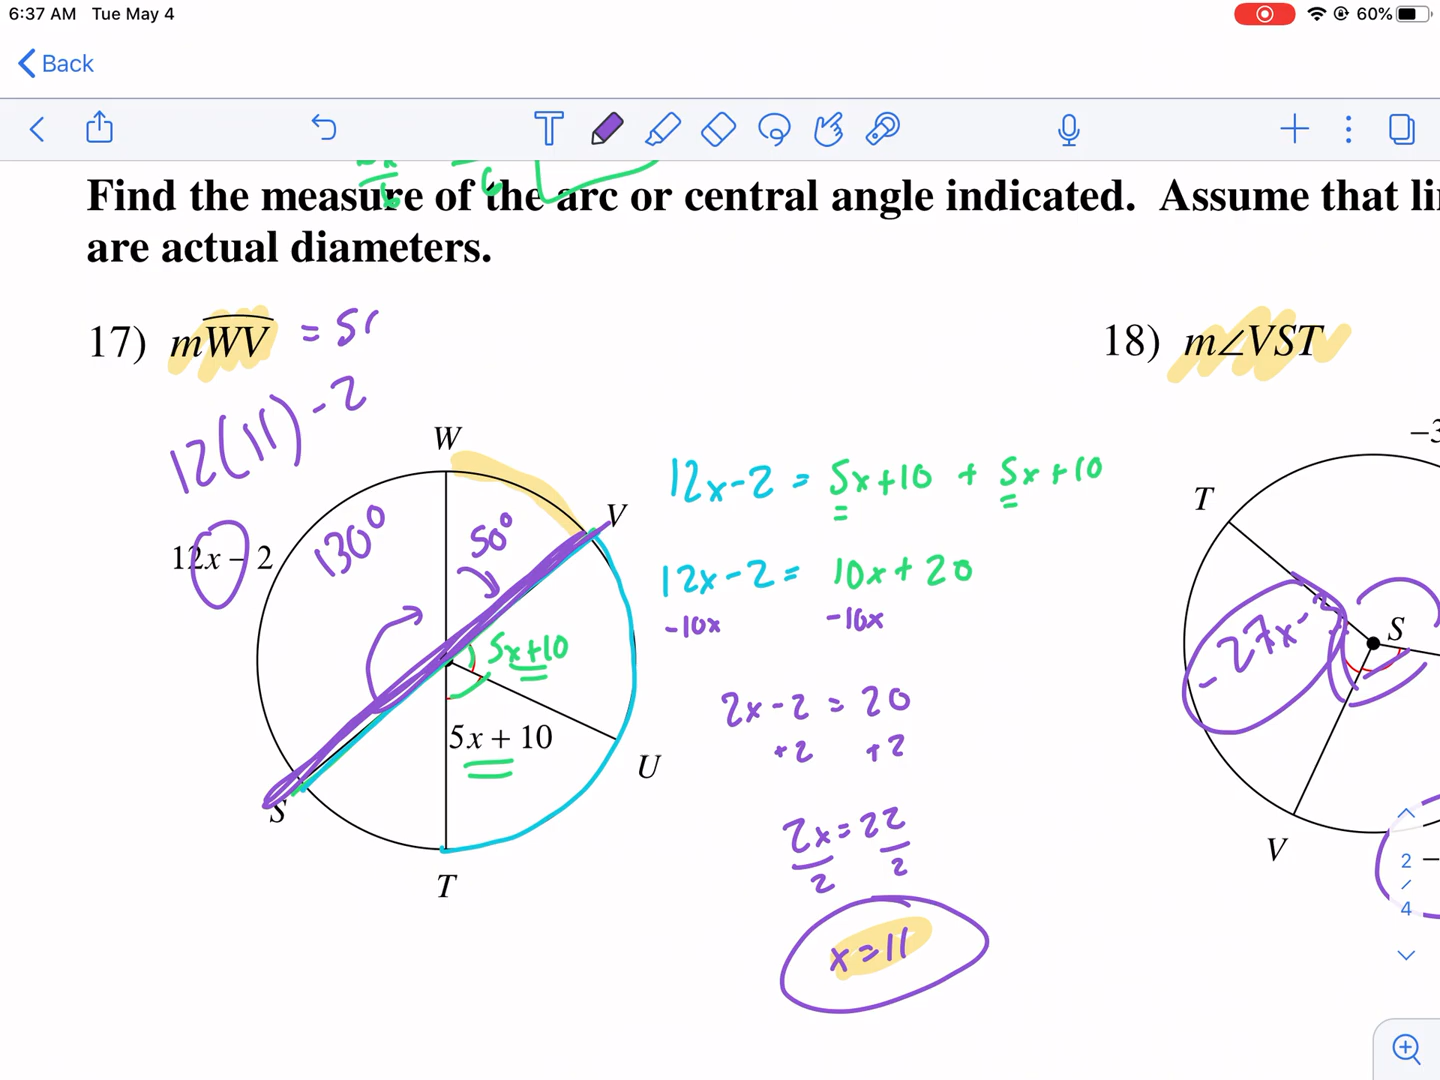 6:37 AM Tue May 4
60%
Back
T
Find the measure of the arc or central angle indicated. Assume that li
are actual diameters.
17) mWV = 5
18) m∠VST
12(11) - 2
W
12x - 2 = 5x+10 + 5x+10
-3
T
V
12x - 2
130°
50°
12x-2 = 10x+20
-10x -10x
5x+10
S
-27x-
2x-2 = 20
+2 +2
5x + 10
U
S
2x=22
2 2
V
T
2
4
x=11